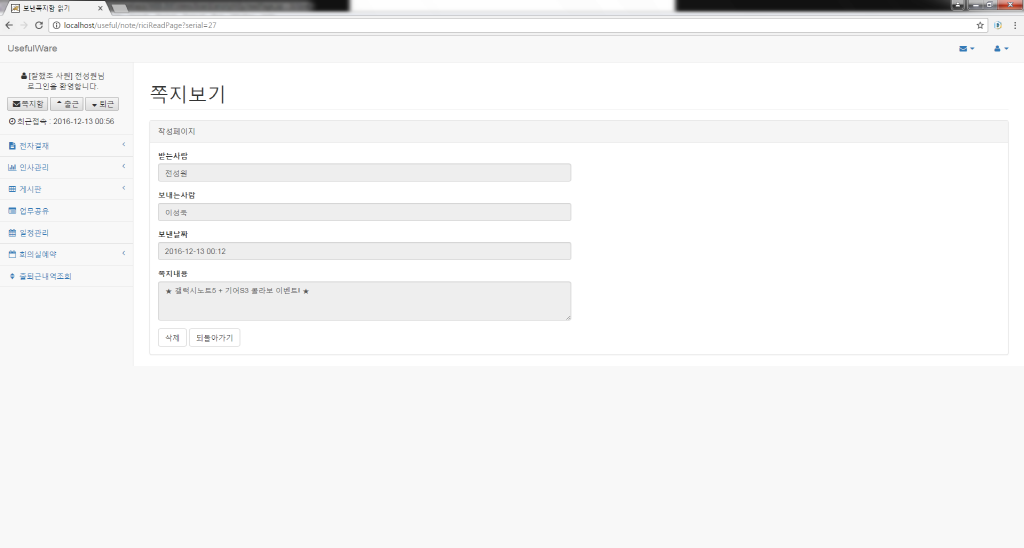 보낸쪽지함 읽기
localhost/useful/note/riciReadPage?serial=27
UsefulWare
[잘했조 사원] 전성원님
로그인을 환영합니다.
쪽지함 출근 퇴근
최근접속 : 2016-12-13 00:56
전자결재
인사관리
게시판
업무공유
일정관리
회의실예약
출퇴근내역조회
쪽지보기
작성페이지
받는사람
전성원
보내는사람
이성욱
보낸날짜
2016-12-13 00:12
쪽지내용
★ 갤럭시노트5 + 기어S3 콜라보 이벤트!! ★
삭제 되돌아가기